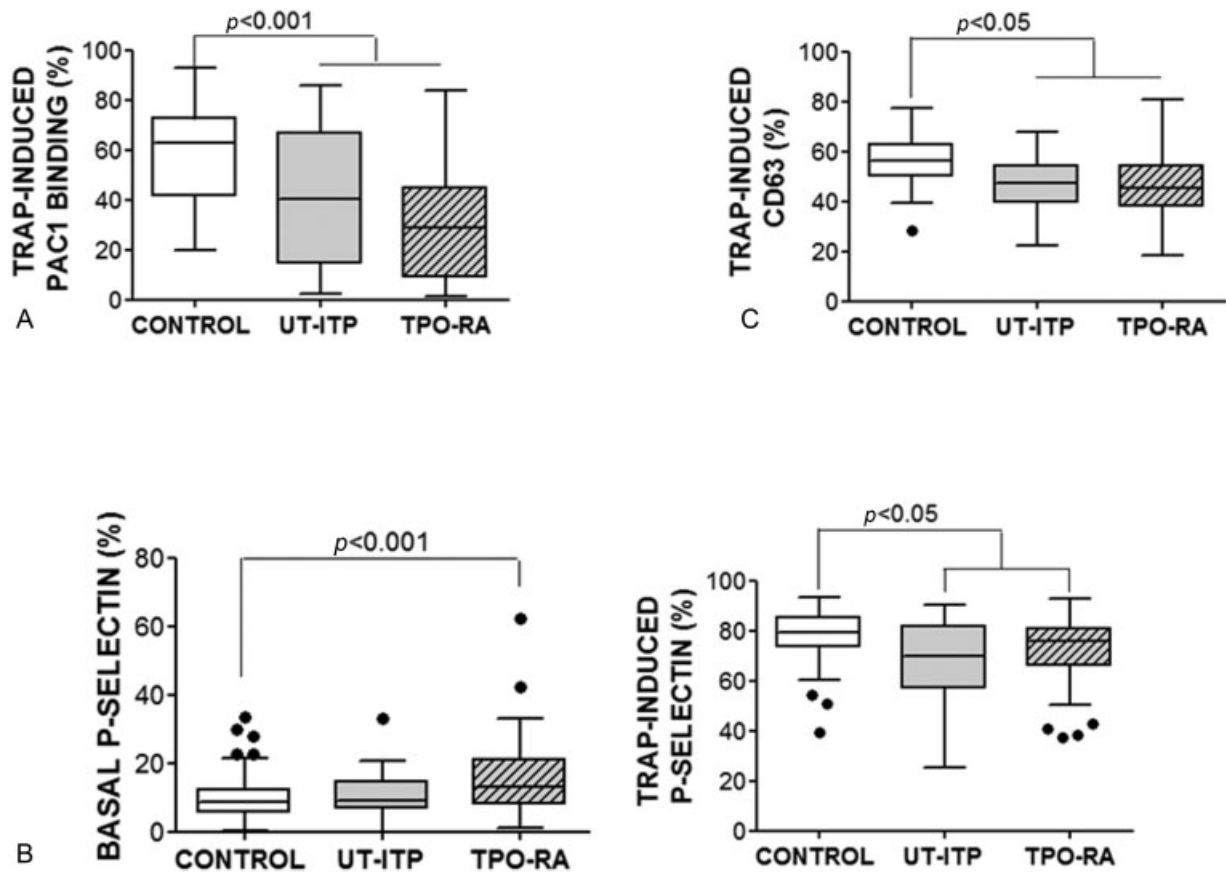 p<0.001
TRAP-INDUCED
PAC1 BINDING (%)
100
80
60
40
20
0
CONTROL UT-ITP TPO-RA
A
p<0.05
TRAP-INDUCED
CD63 (%)
100
80
60
40
20
0
CONTROL UT-ITP TPO-RA
C
p<0.001
BASAL P-SELECTIN (%)
80
60
40
20
0
CONTROL UT-ITP TPO-RA
B
p<0.05
TRAP-INDUCED
P-SELECTIN (%)
100
80
60
40
20
0
CONTROL UT-ITP TPO-RA